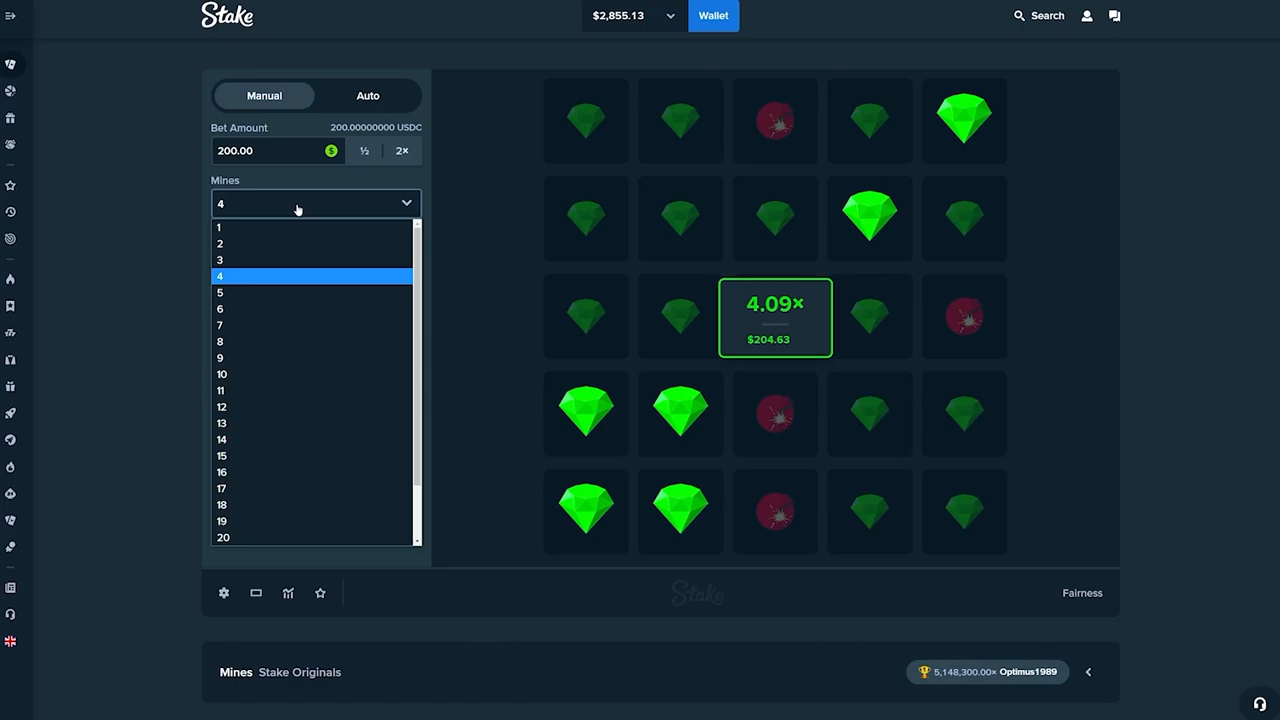 Stake
$2,855.13
Wallet
Search
Manual
Auto
Bet Amount
200.00000000 USDC
200.00
½
2×
Mines
4
1
2
3
4
5
6
7
8
9
10
11
12
13
14
15
16
17
18
19
20
4.09×
$204.63
Stake
Fairness
Mines Stake Originals
5,148,300.00× Optimus1989